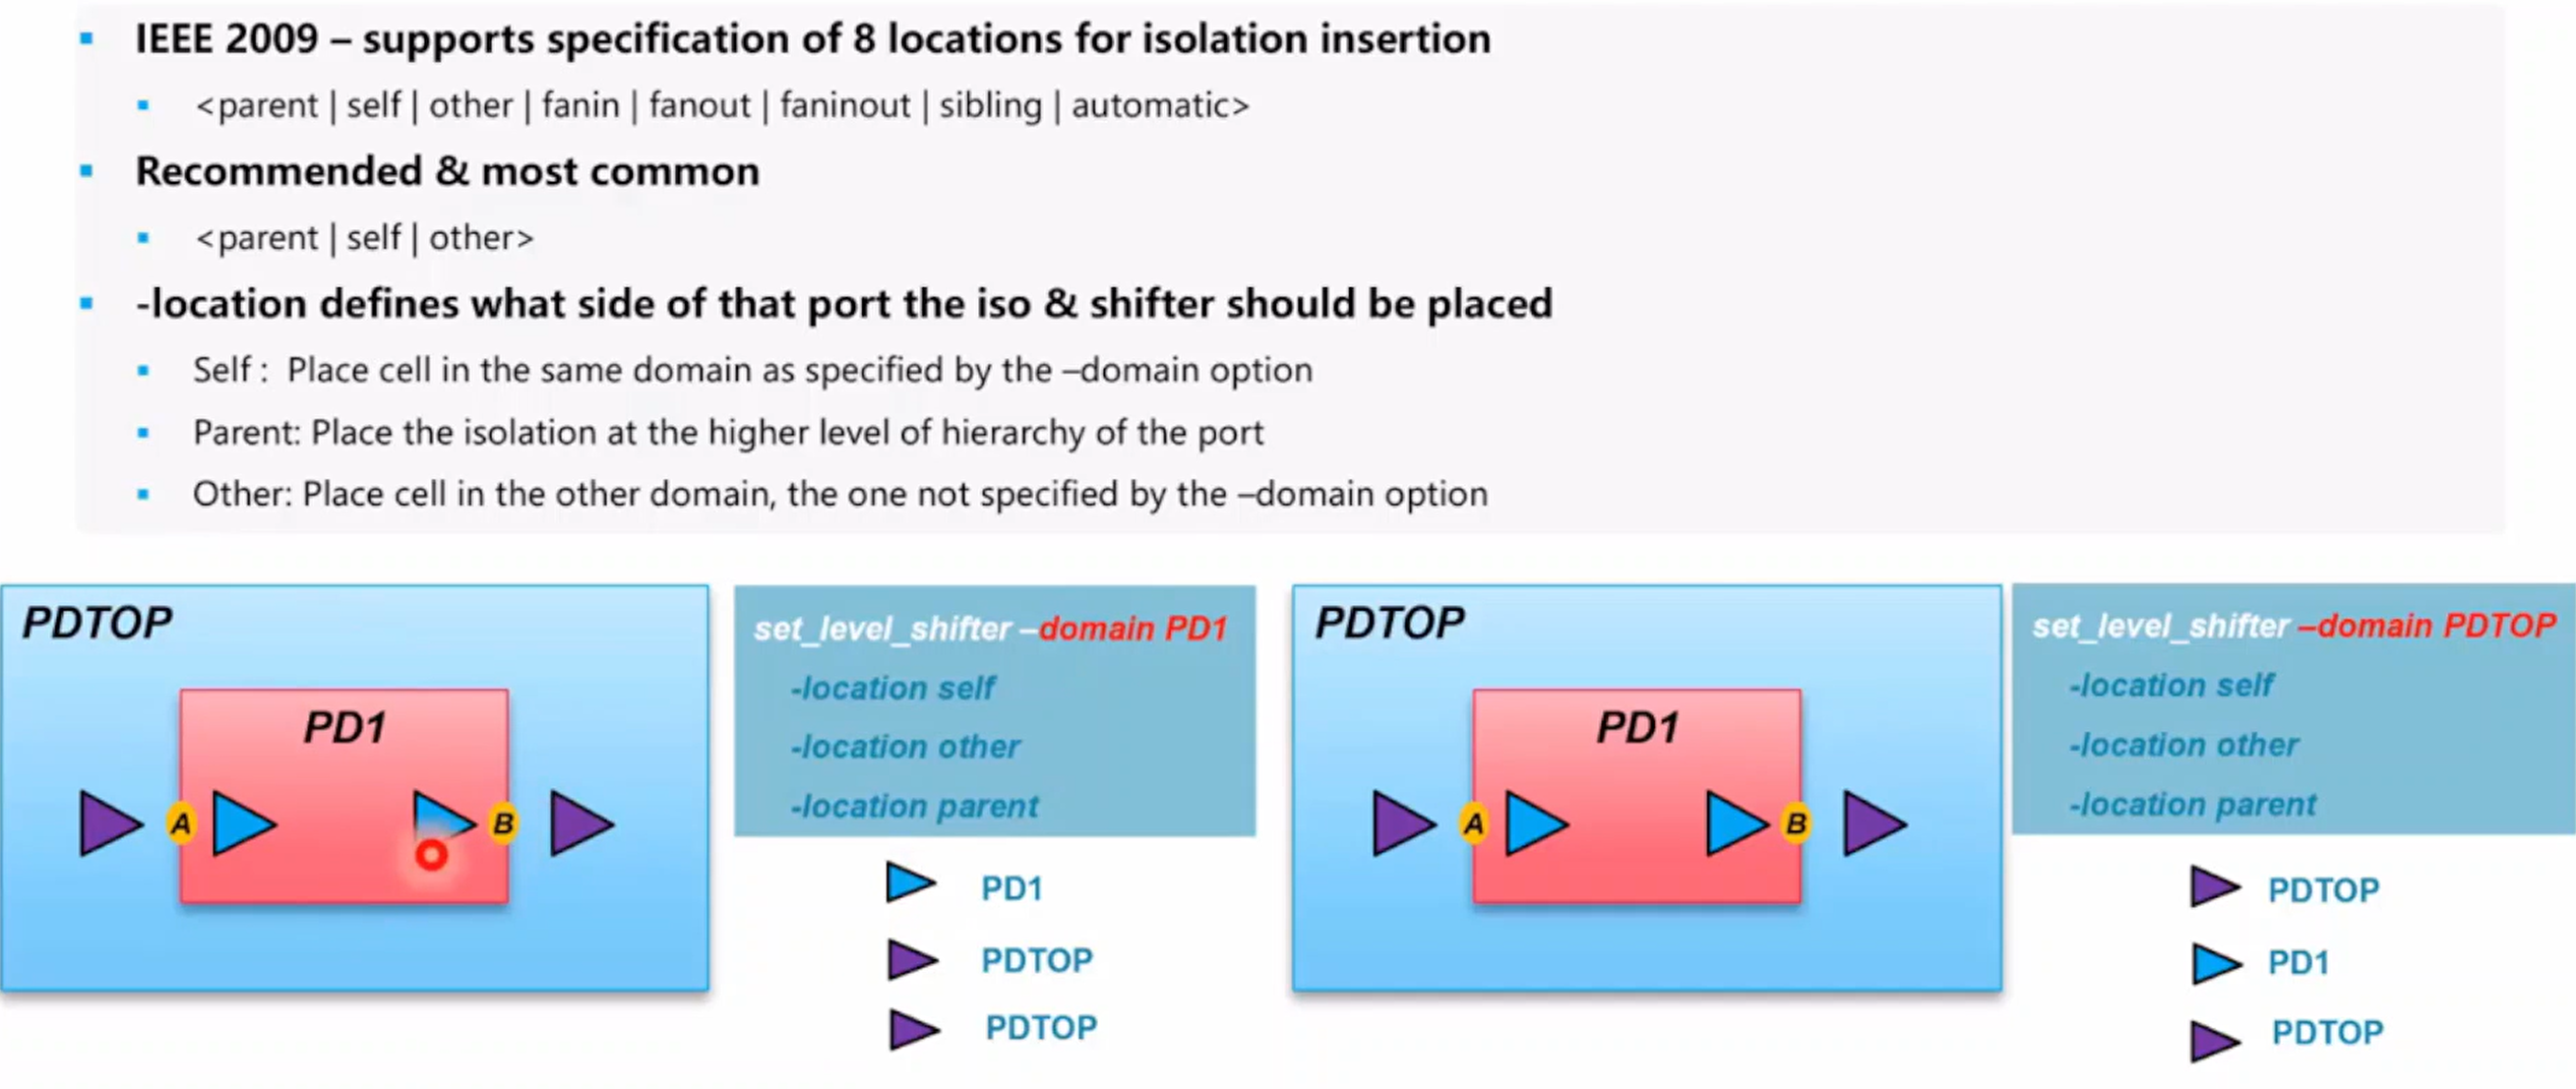 IEEE 2009 – supports specification of 8 locations for isolation insertion
<parent | self | other | fanin | fanout | faninout | sibling | automatic>
Recommended & most common
<parent | self | other>
-location defines what side of that port the iso & shifter should be placed
Self : Place cell in the same domain as specified by the –domain option
Parent: Place the isolation at the higher level of hierarchy of the port
Other: Place cell in the other domain, the one not specified by the –domain option
PDTOP
PD1
A
B
set_level_shifter –domain PD1
-location self
-location other
-location parent
PD1
PDTOP
PDTOP
PDTOP
PD1
A
B
set_level_shifter –domain PDTOP
-location self
-location other
-location parent
PDTOP
PD1
PDTOP